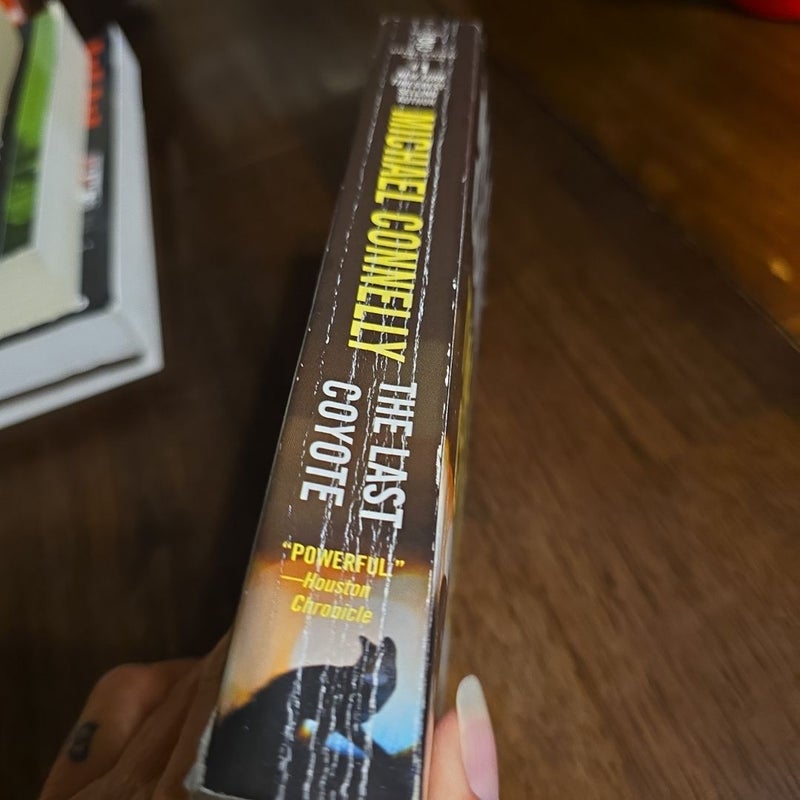 MICHAEL CONNELLY
THE LAST
COYOTE
"POWERFUL."
—Houston
Chronicle